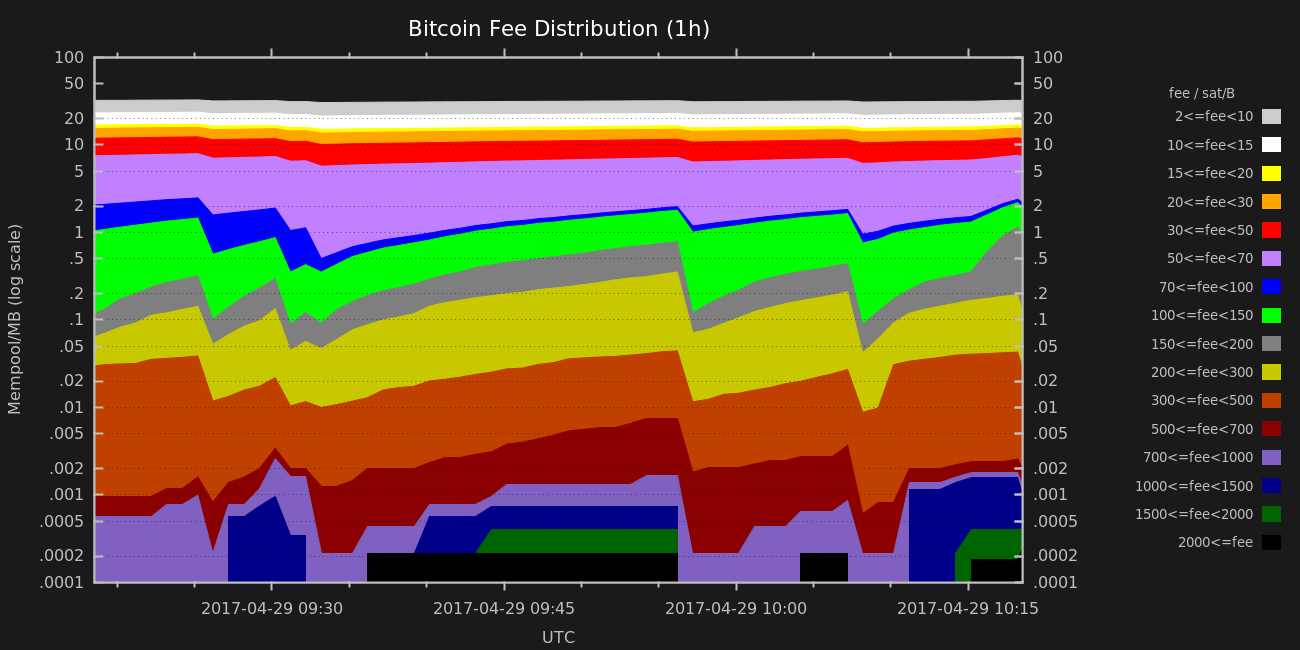 Bitcoin Fee Distribution (1h)
100 100
50 50
20 20
10 10
5 5
2 2
1 1
.5 .5
.2 .2
.1 .1
.05 .05
.02 .02
.01 .01
.005 .005
.002 .002
.001 .001
.0005 .0005
.0002 .0002
.0001 .0001
Mempool/MB (log scale)
2017-04-29 09:30 2017-04-29 09:45 2017-04-29 10:00 2017-04-29 10:15
UTC
fee / sat/B
2<=fee<10
10<=fee<15
15<=fee<20
20<=fee<30
30<=fee<50
50<=fee<70
70<=fee<100
100<=fee<150
150<=fee<200
200<=fee<300
300<=fee<500
500<=fee<700
700<=fee<1000
1000<=fee<1500
1500<=fee<2000
2000<=fee